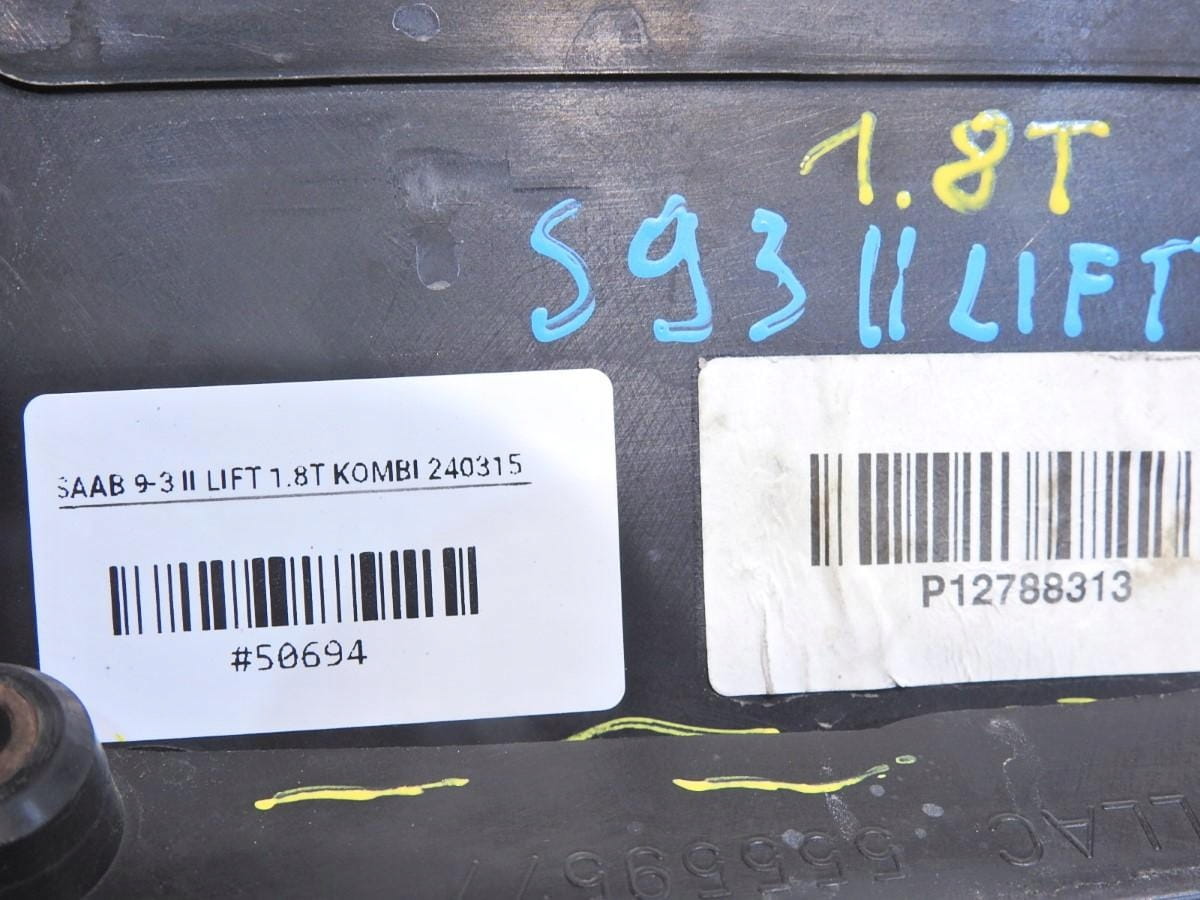 1.8T
S93 II LIFT
SAAB 9-3 II LIFT 1.8T KOMBI 240315
#50694
P12788313